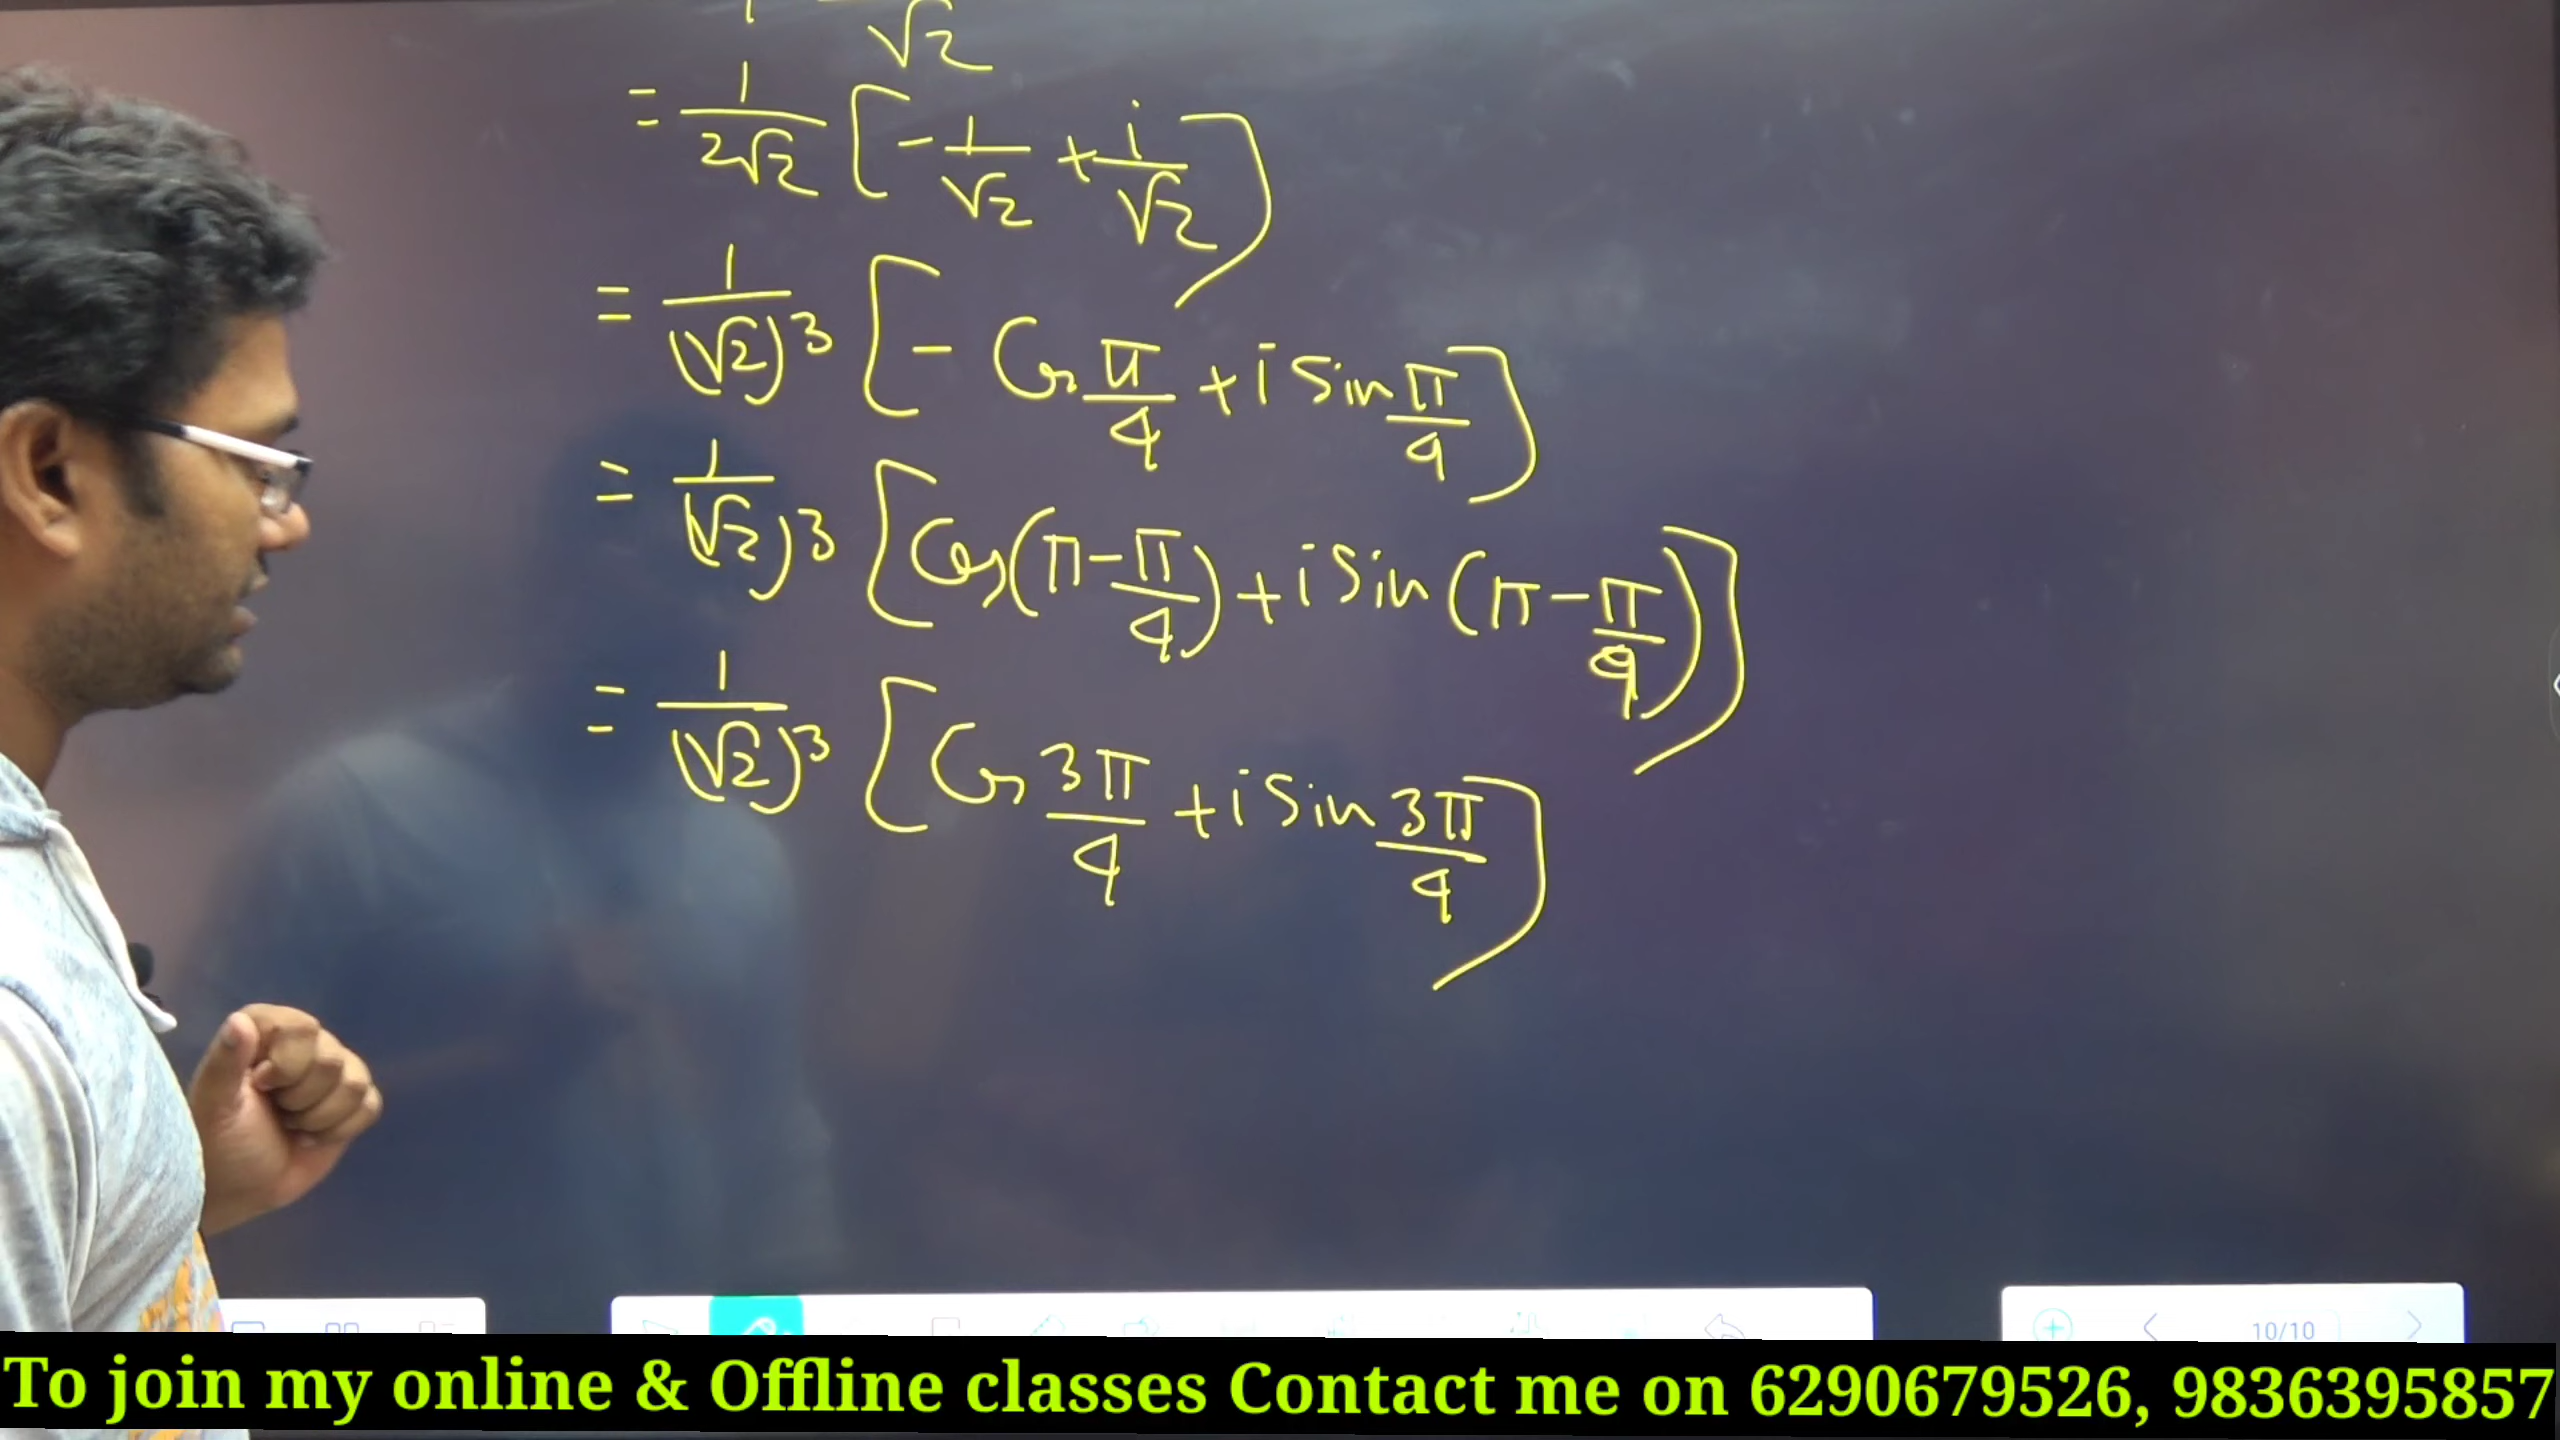 √2
= 1/2√2 [-1/√2 + i/√2]
= 1/(√2)³ [- Cos π/4 + i Sin π/4]
= 1/(√2)³ [Cos(π - π/4) + i Sin (π - π/4)]
= 1/(√2)³ [Cos 3π/4 + i Sin 3π/4]
10/10
To join my online & Offline classes Contact me on 6290679526, 9836395857